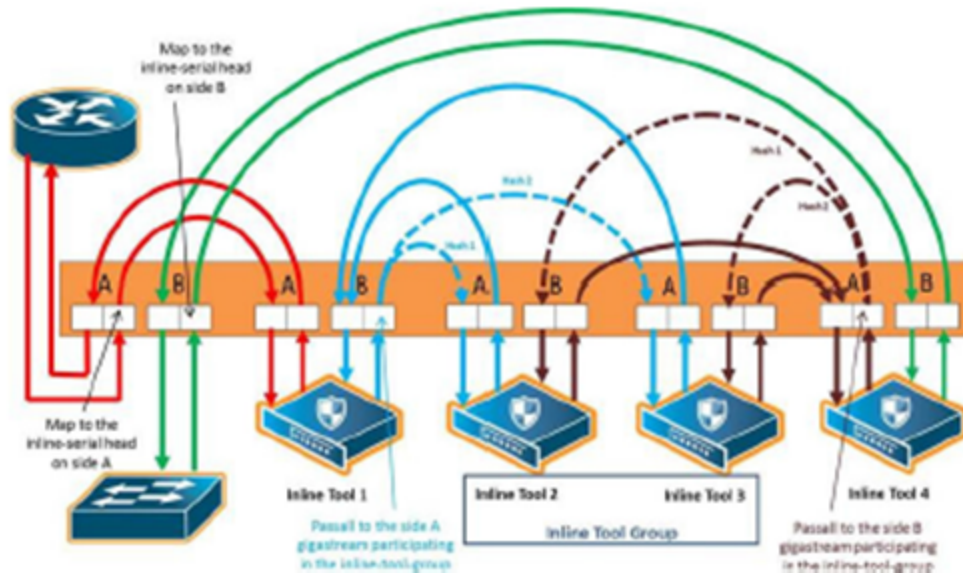 Map to the
inline-serial head
on side B
Hash 1
Hash 2
Hash 2
Hash 1
A
B
A
B
A
B
A
B
A
B
Map to the
inline-serial head
on side A
Inline Tool 1
Inline Tool 2
Inline Tool 3
Inline Tool 4
Inline Tool Group
Passall to the side A
gigastream participating
in the inline-tool-group
Passall to the side B
gigastream participating
in the inline-tool-group